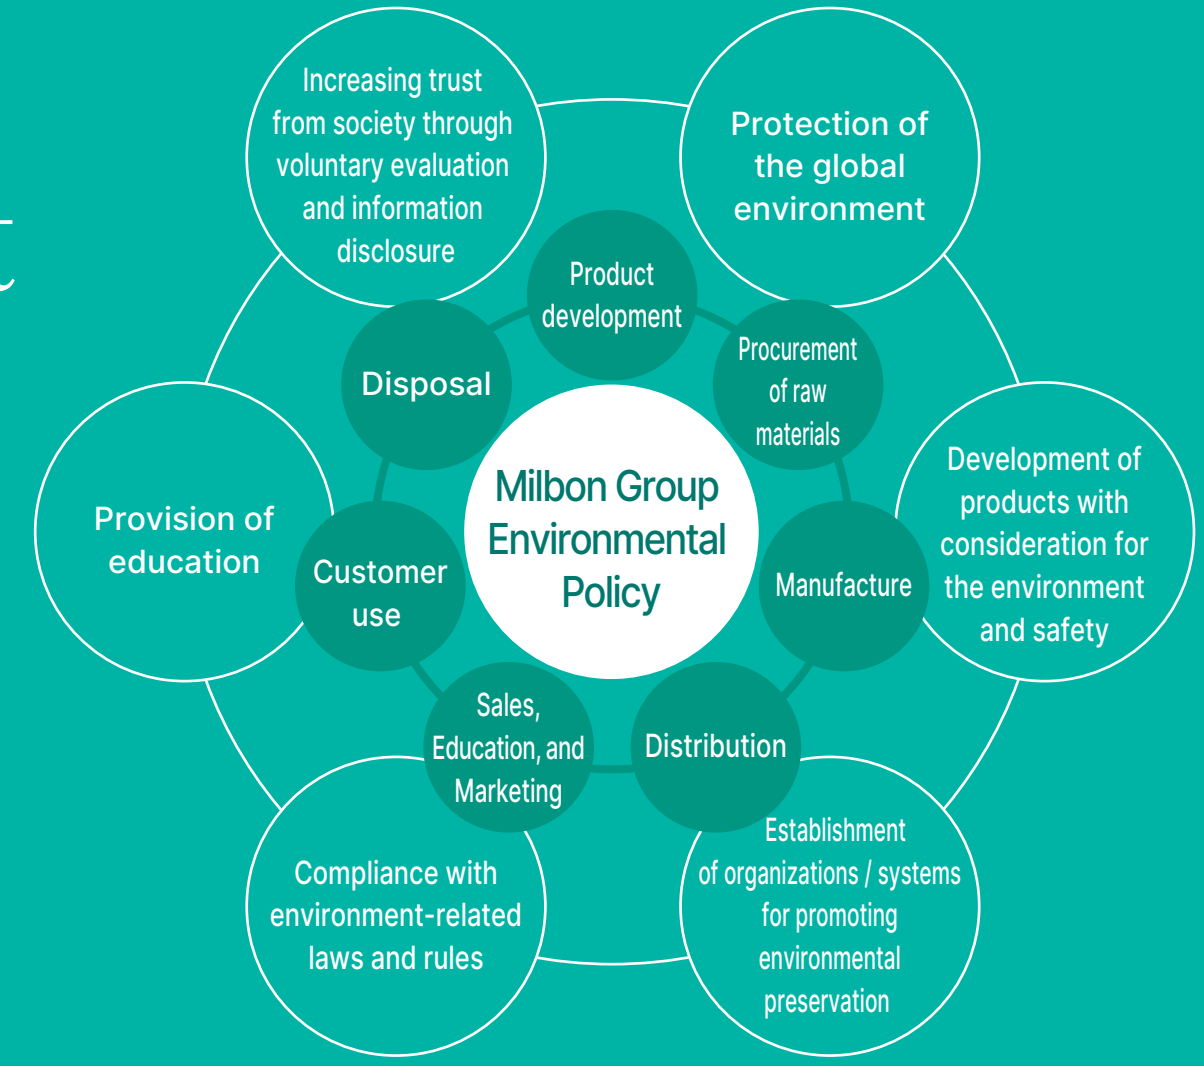 Increasing trust
from society through
voluntary evaluation
and information
disclosure
Protection of
the global
environment
Product
development
Procurement
of raw
materials
Disposal
Development of
products with
consideration for
the environment
and safety
Milbon Group
Environmental
Policy
Provision of
education
Customer
use
Manufacture
Sales,
Education, and
Marketing
Distribution
Establishment
of organizations / systems
for promoting
environmental
preservation
Compliance with
environment-related
laws and rules